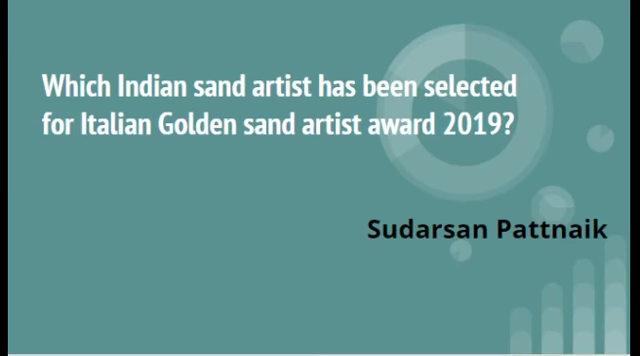 Which Indian sand artist has been selected
for Italian Golden sand artist award 2019?
Sudarsan Pattnaik